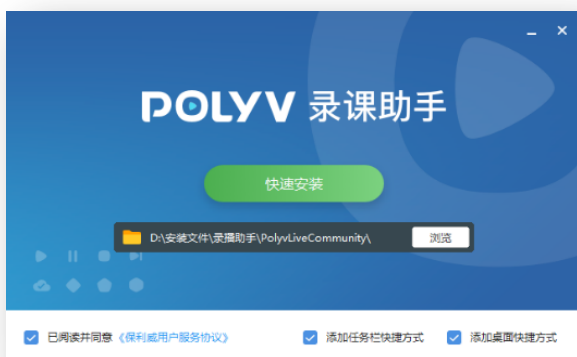 POLYV 录课助手
快速安装
D:\安装文件\录播助手\PolyvLiveCommunity\ 浏览
已阅读并同意《保利威用户服务协议》 添加任务栏快捷方式 添加桌面快捷方式